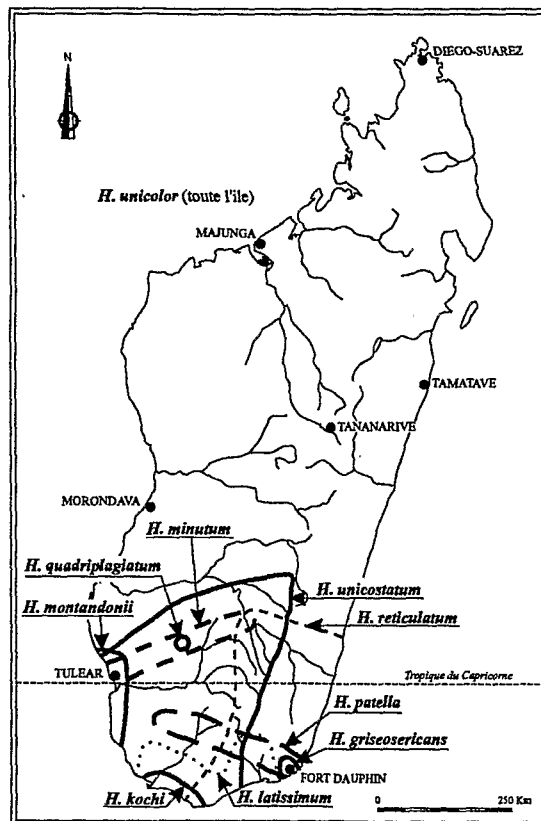 DIEGO-SUAREZ
N
H. unicolor (toute l'île)
MAJUNGA
TAMATAVE
TANANARIVE
MORONDAVA
H. minutum
H. quadriplagiatum
H. unicostatum
H. montandonii
H. reticulatum
TULEAR
Tropique du Capricorne
H. patella
H. griseosericans
FORT DAUPHIN
H. kochi
H. latissimum
0 250 Km